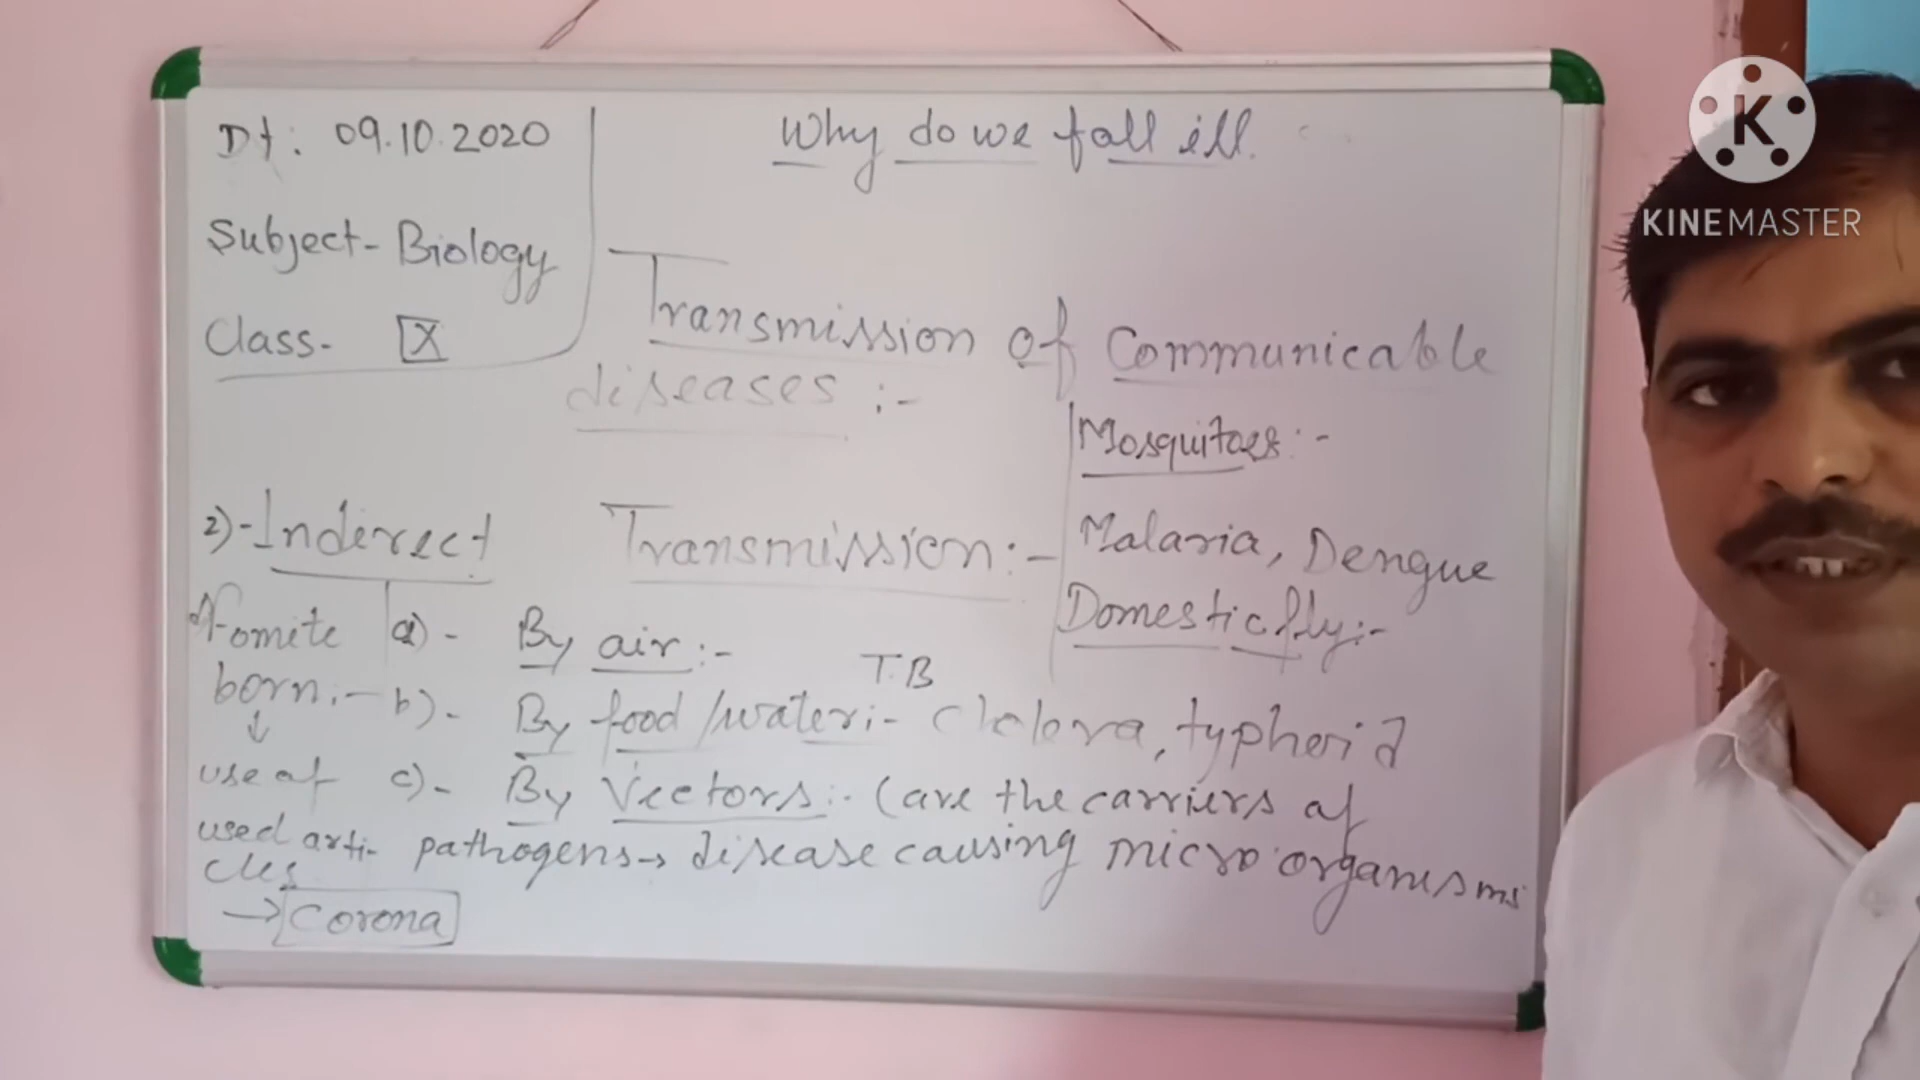 Dt: 09.10.2020
Subject- Biology
Class- X
Why do we fall ill.
Transmission of Communicable
diseases :-
Mosquitoes :-
Malaria, Dengue
Domestic fly:-
2)- Indirect Transmission :-
a)- By air :-
T.B
b)- By food /water:- Cholera, typhoid
c)- By Vectors:- (are the carriers of
pathogens→ disease causing micro organisms
d) Fomite
born:-
↓
use of
used arti-
cles
→ Corona
K
KINEMASTER